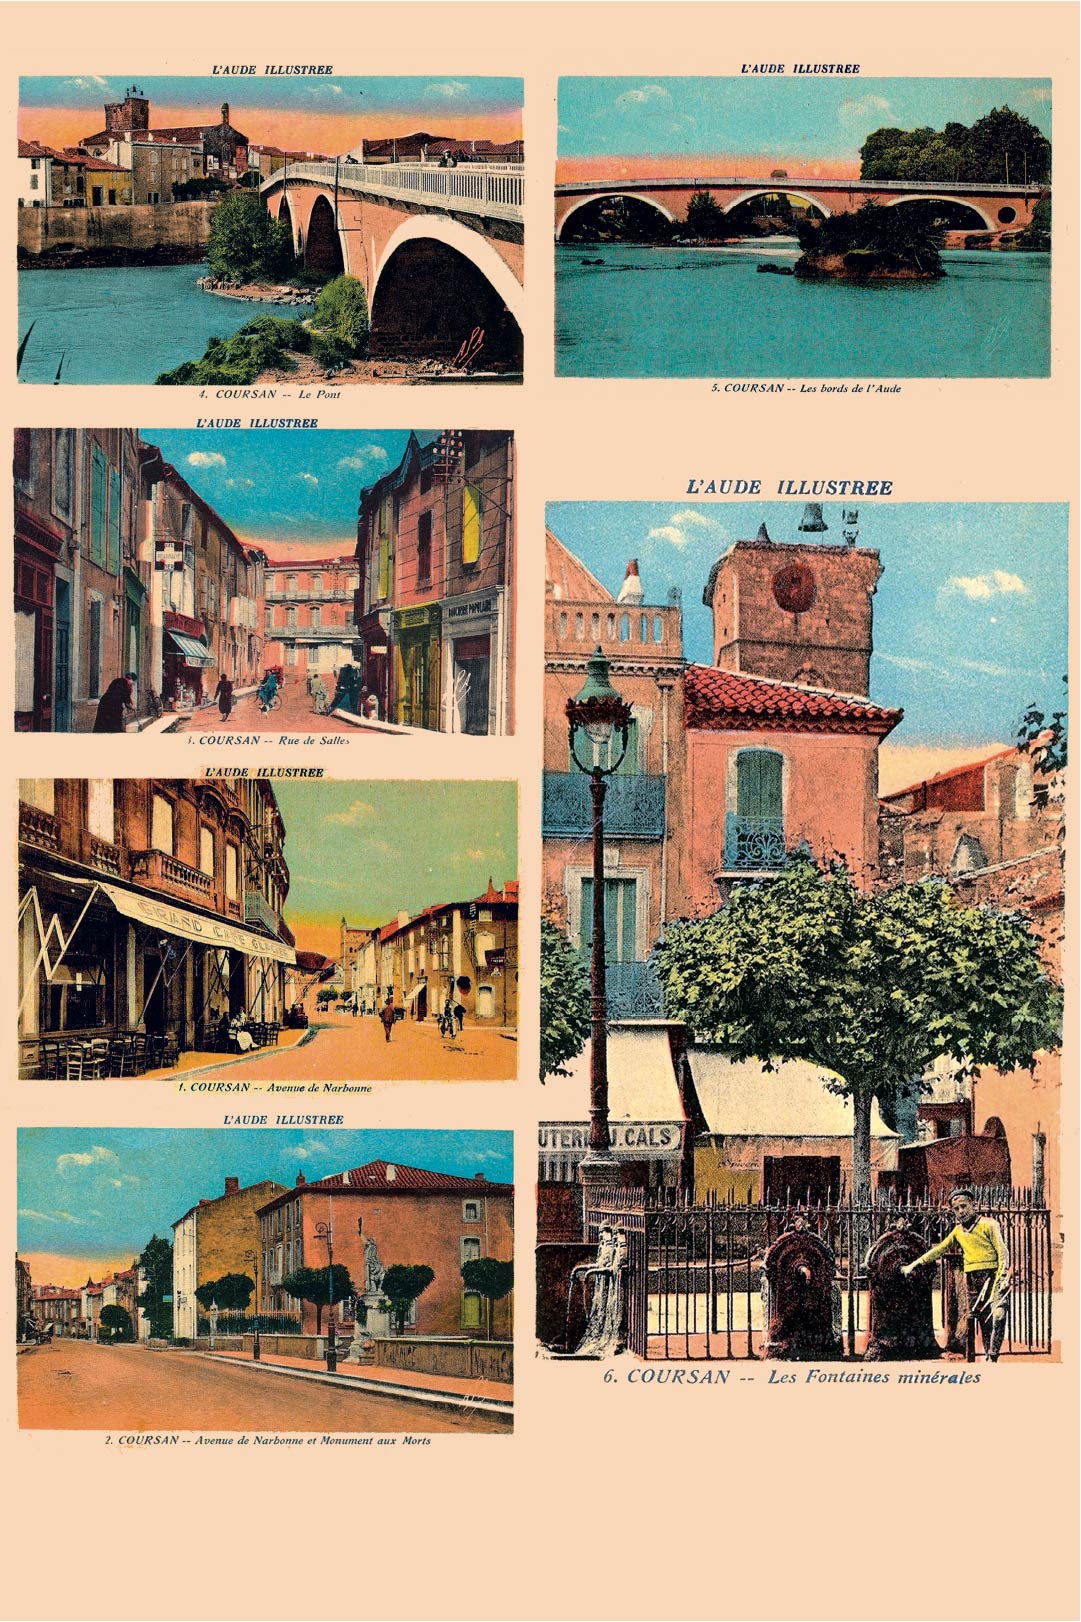 L'AUDE ILLUSTREE
4. COURSAN -- Le Pont
L'AUDE ILLUSTREE
5. COURSAN -- Les bords de l'Aude
L'AUDE ILLUSTREE
BOUCHERIE POPULAIRE
COURSAN -- Rue de Salles
L'AUDE ILLUSTREE
GRAND CAFE GL
1. COURSAN -- Avenue de Narbonne
L'AUDE ILLUSTREE
2. COURSAN -- Avenue de Narbonne et Monument aux Morts
L'AUDE ILLUSTREE
UTERI J. CALS
6. COURSAN -- Les Fontaines minérales